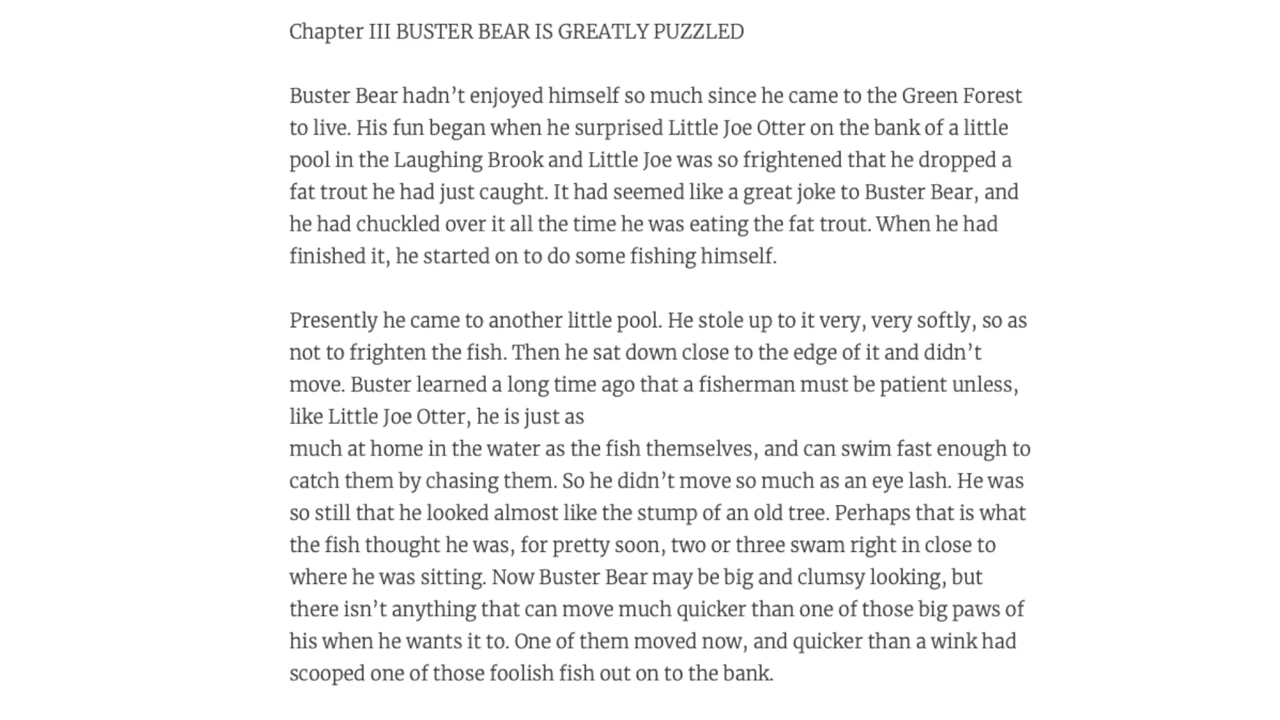 Chapter III BUSTER BEAR IS GREATLY PUZZLED
Buster Bear hadn’t enjoyed himself so much since he came to the Green Forest
to live. His fun began when he surprised Little Joe Otter on the bank of a little
pool in the Laughing Brook and Little Joe was so frightened that he dropped a
fat trout he had just caught. It had seemed like a great joke to Buster Bear, and
he had chuckled over it all the time he was eating the fat trout. When he had
finished it, he started on to do some fishing himself.
Presently he came to another little pool. He stole up to it very, very softly, so as
not to frighten the fish. Then he sat down close to the edge of it and didn’t
move. Buster learned a long time ago that a fisherman must be patient unless,
like Little Joe Otter, he is just as
much at home in the water as the fish themselves, and can swim fast enough to
catch them by chasing them. So he didn’t move so much as an eye lash. He was
so still that he looked almost like the stump of an old tree. Perhaps that is what
the fish thought he was, for pretty soon, two or three swam right in close to
where he was sitting. Now Buster Bear may be big and clumsy looking, but
there isn’t anything that can move much quicker than one of those big paws of
his when he wants it to. One of them moved now, and quicker than a wink had
scooped one of those foolish fish out on to the bank.